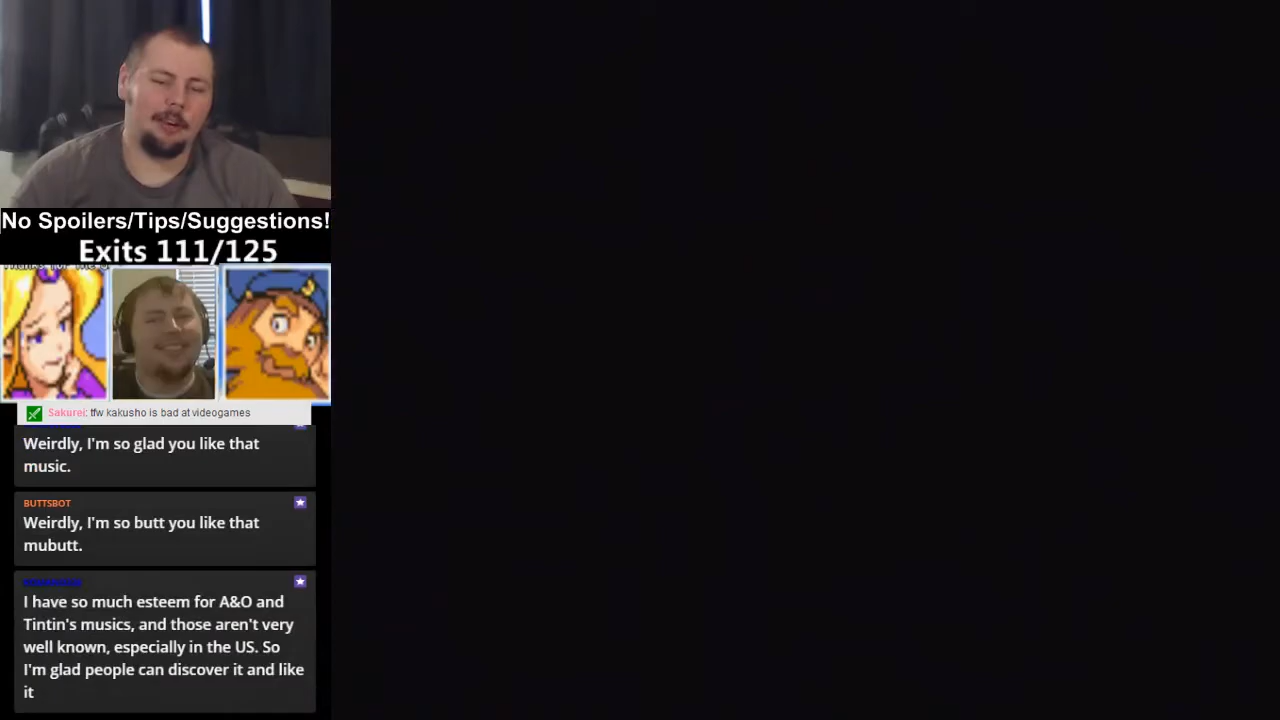 No Spoilers/Tips/Suggestions!
Exits 111/125
Sakurei: tfw kakusho is bad at videogames
Weirdly, I'm so glad you like that
music.
BUTTSBOT
Weirdly, I'm so butt you like that
mubutt.
I have so much esteem for A&O and
Tintin's musics, and those aren't very
well known, especially in the US. So
I'm glad people can discover it and like
it